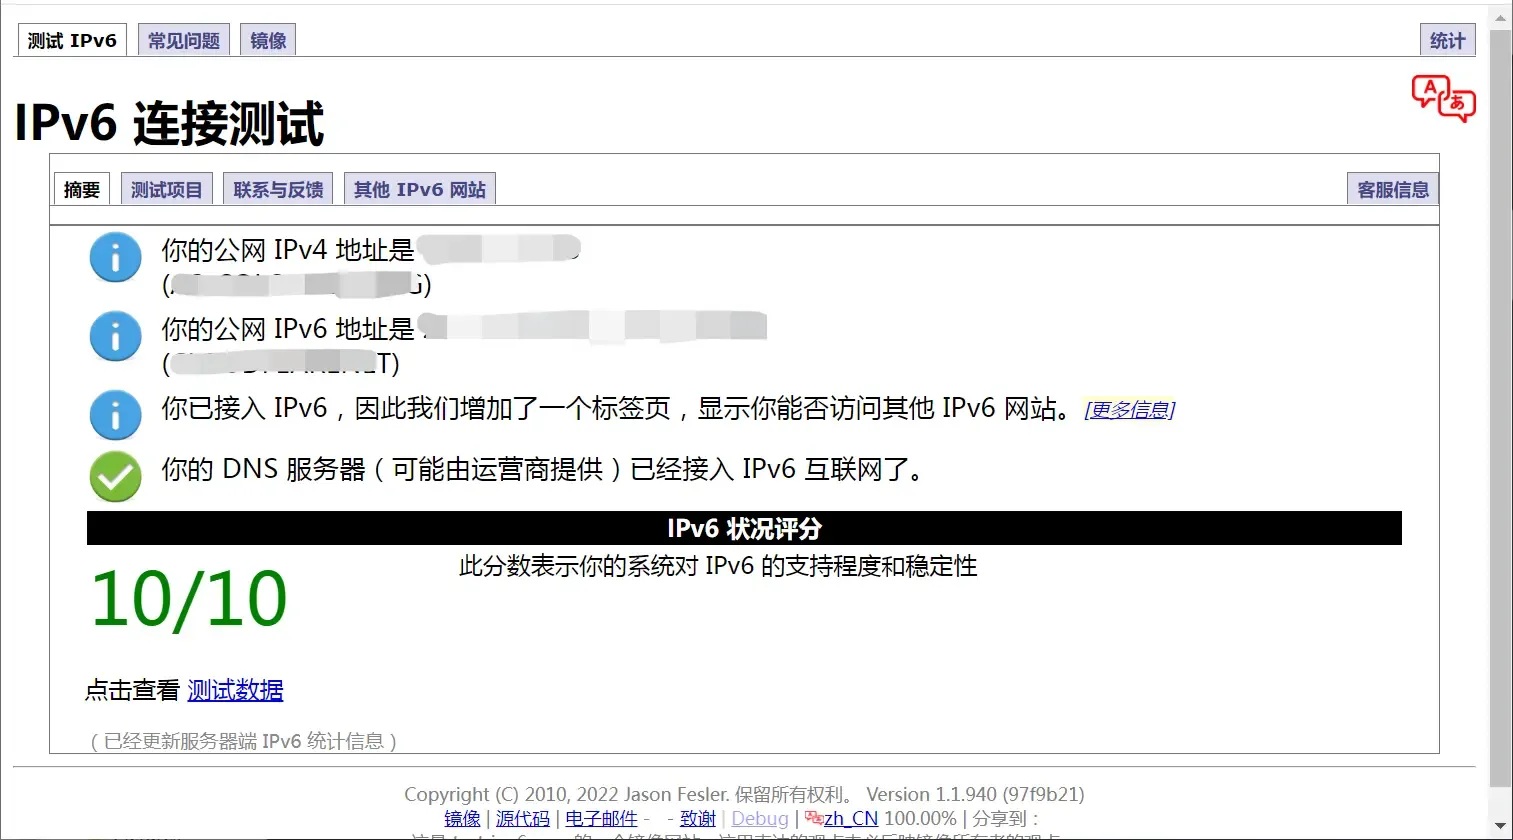 测试 IPv6 常见问题 镜像 统计
IPv6 连接测试
摘要 测试项目 联系与反馈 其他 IPv6 网站 客服信息
你的公网 IPv4 地址是
你的公网 IPv6 地址是
你已接入 IPv6，因此我们增加了一个标签页，显示你能否访问其他 IPv6 网站。 [更多信息]
你的 DNS 服务器（可能由运营商提供）已经接入 IPv6 互联网了。
IPv6 状况评分
10/10 此分数表示你的系统对 IPv6 的支持程度和稳定性
点击查看 测试数据
（已经更新服务器端 IPv6 统计信息）
Copyright (C) 2010, 2022 Jason Fesler. 保留所有权利。 Version 1.1.940 (97f9b21)
镜像 | 源代码 | 电子邮件 - - 致谢 | Debug | zh_CN 100.00% | 分享到：